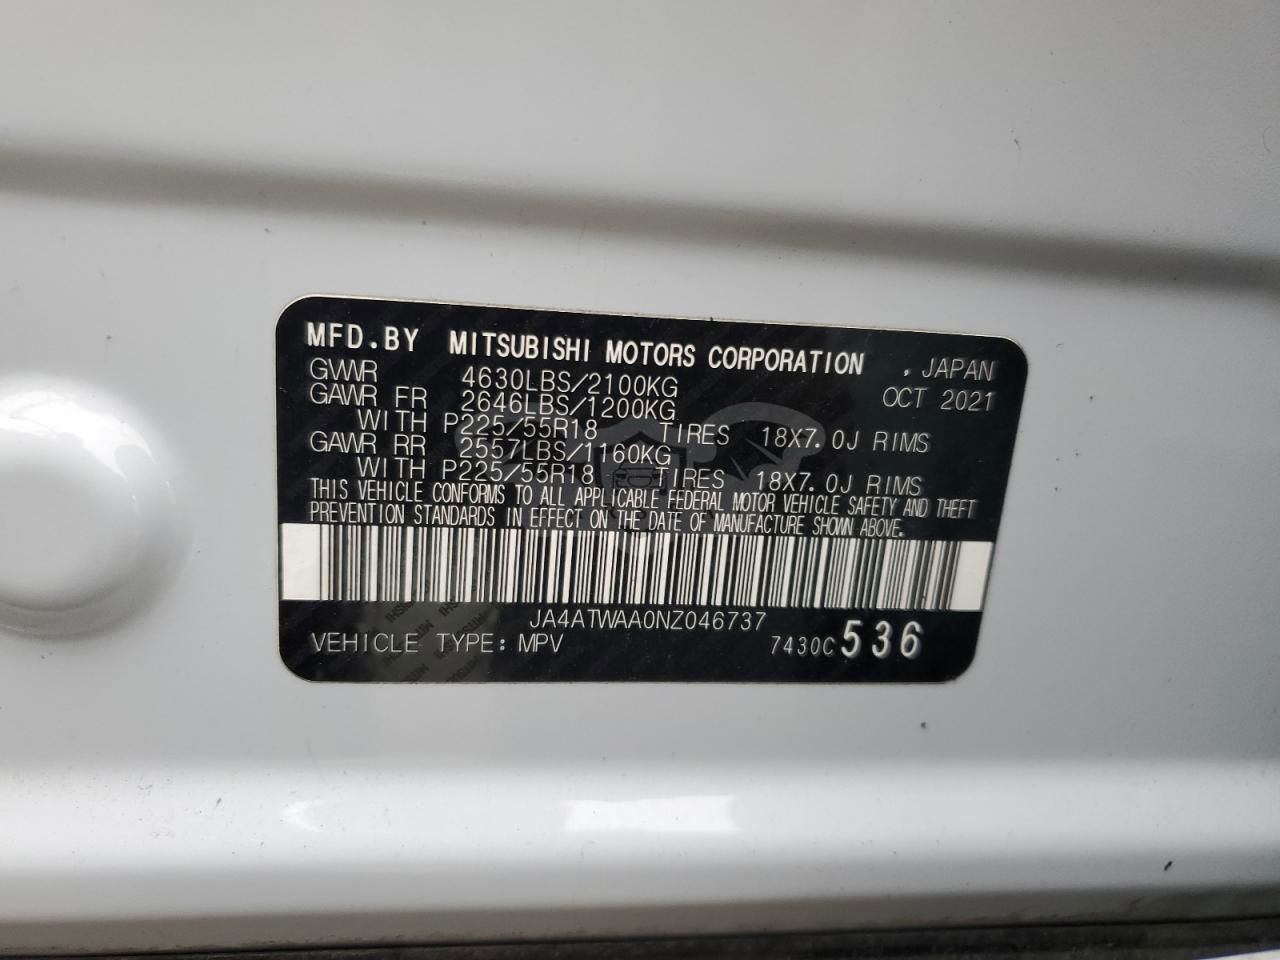 MFD.BY MITSUBISHI MOTORS CORPORATION , JAPAN
GVWR 4630LBS/2100KG OCT 2021
GAWR FR 2646LBS/1200KG
WITH P225/55R18 TIRES 18X7.0J RIMS
GAWR RR 2557LBS/1160KG
WITH P225/55R18 TIRES 18X7.0J RIMS
THIS VEHICLE CONFORMS TO ALL APPLICABLE FEDERAL MOTOR VEHICLE SAFETY AND THEFT
PREVENTION STANDARDS IN EFFECT ON THE DATE OF MANUFACTURE SHOWN ABOVE.
JA4ATWAA0NZ046737
VEHICLE TYPE: MPV 7430C 536